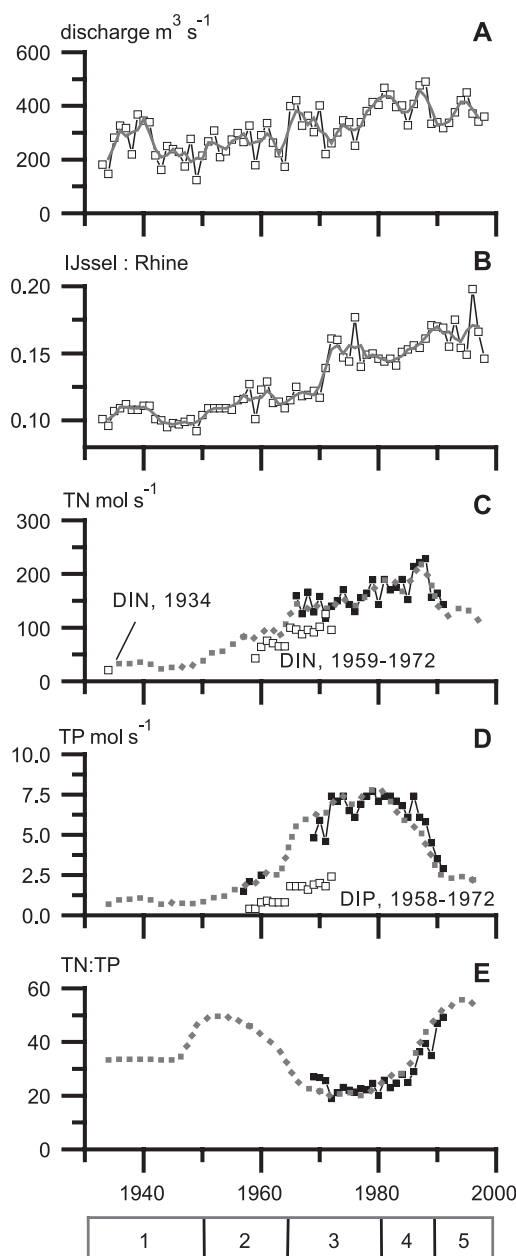 discharge m³ s⁻¹
A
600
400
200
0
IJssel : Rhine
B
0.20
0.15
0.10
TN mol s⁻¹
C
300
200
100
0
DIN, 1934
DIN, 1959-1972
TP mol s⁻¹
D
10.0
7.5
5.0
2.5
0.0
DIP, 1958-1972
TN:TP
E
60
40
20
0
1940 1960 1980 2000
1 2 3 4 5